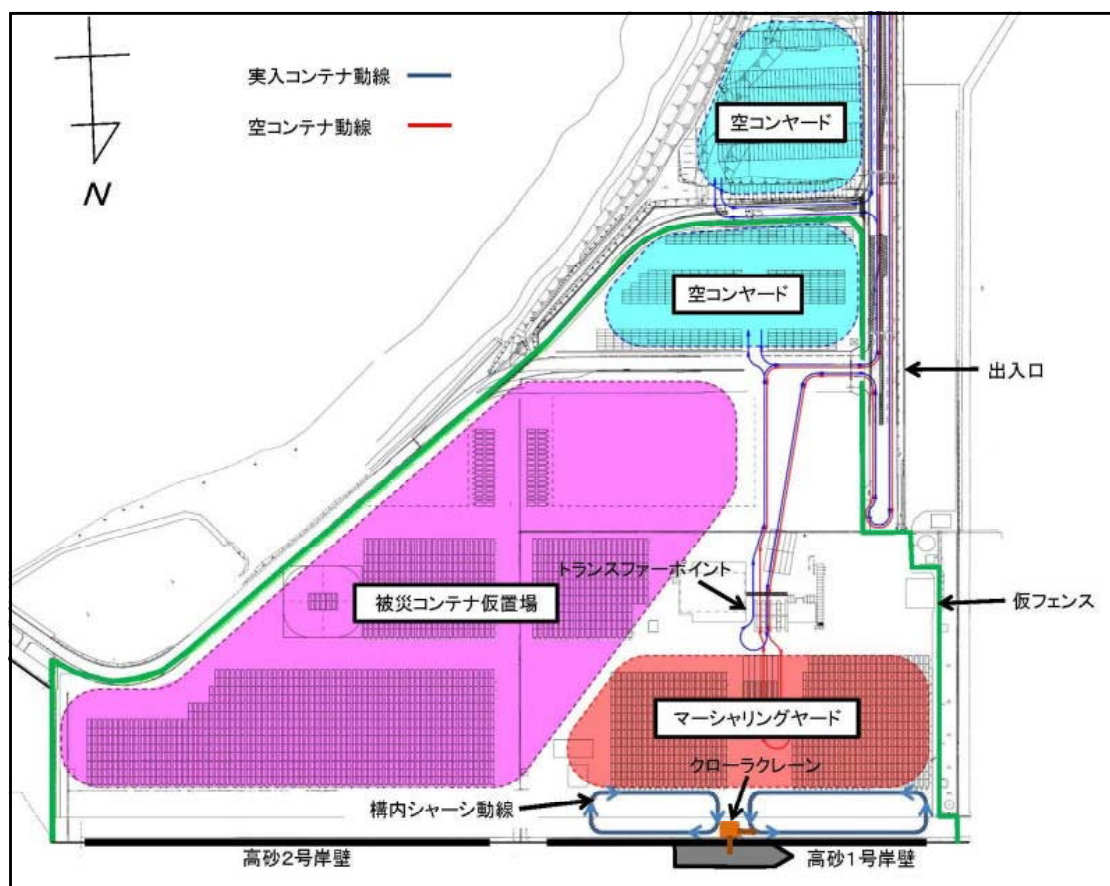 実入コンテナ動線
空コンテナ動線
N
空コンヤード
空コンヤード
出入口
トランスファーポイント
被災コンテナ仮置場
仮フェンス
マーシャリングヤード
クローラクレーン
構内シャーシ動線
高砂2号岸壁
高砂1号岸壁